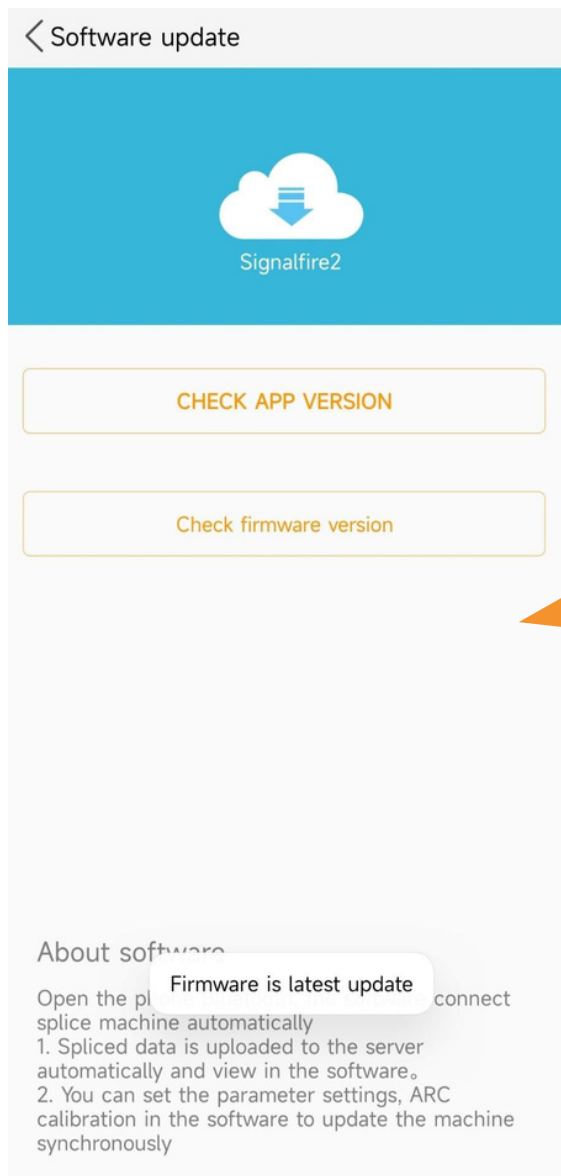 Software update
Signalfire2
CHECK APP VERSION
Check firmware version
About software
Firmware is latest update
Open the connect
splice machine automatically
1. Spliced data is uploaded to the server
automatically and view in the software。
2. You can set the parameter settings, ARC
calibration in the software to update the machine
synchronously